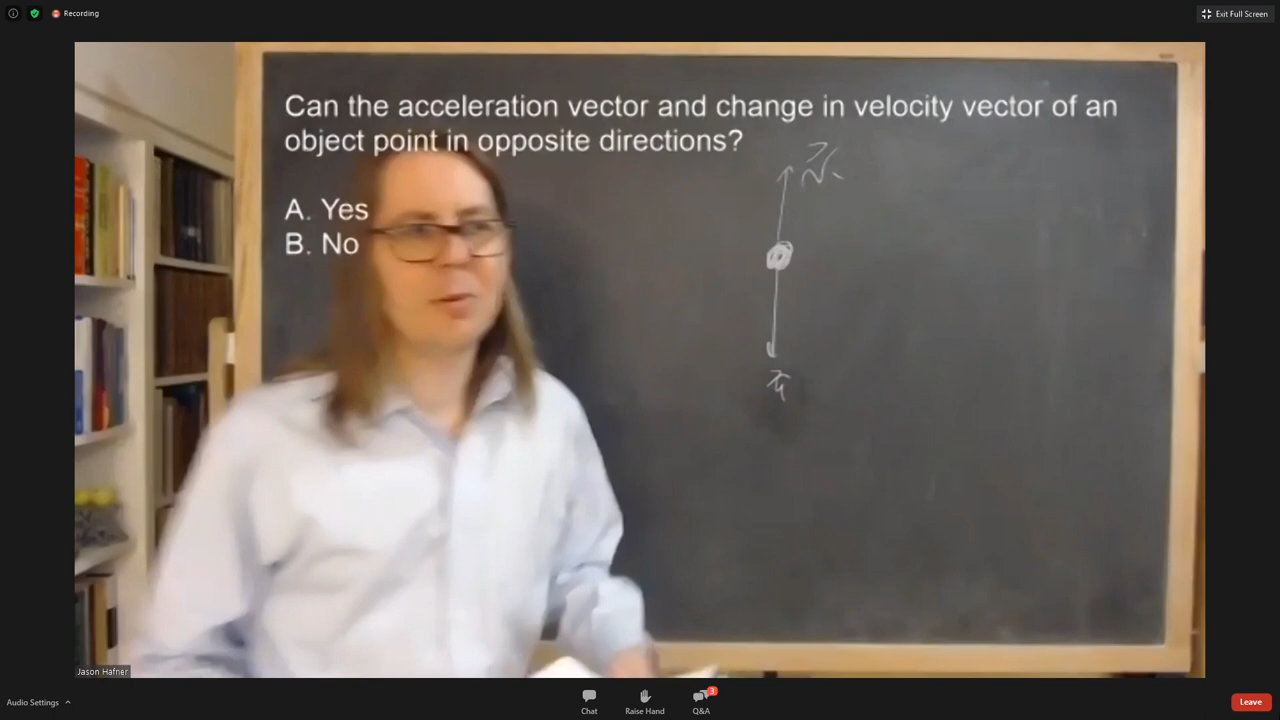 Recording
Exit Full Screen
Can the acceleration vector and change in velocity vector of an
object point in opposite directions?
A. Yes
B. No
Jason Hafner
Audio Settings
Chat
Raise Hand
3
Q&A
Leave